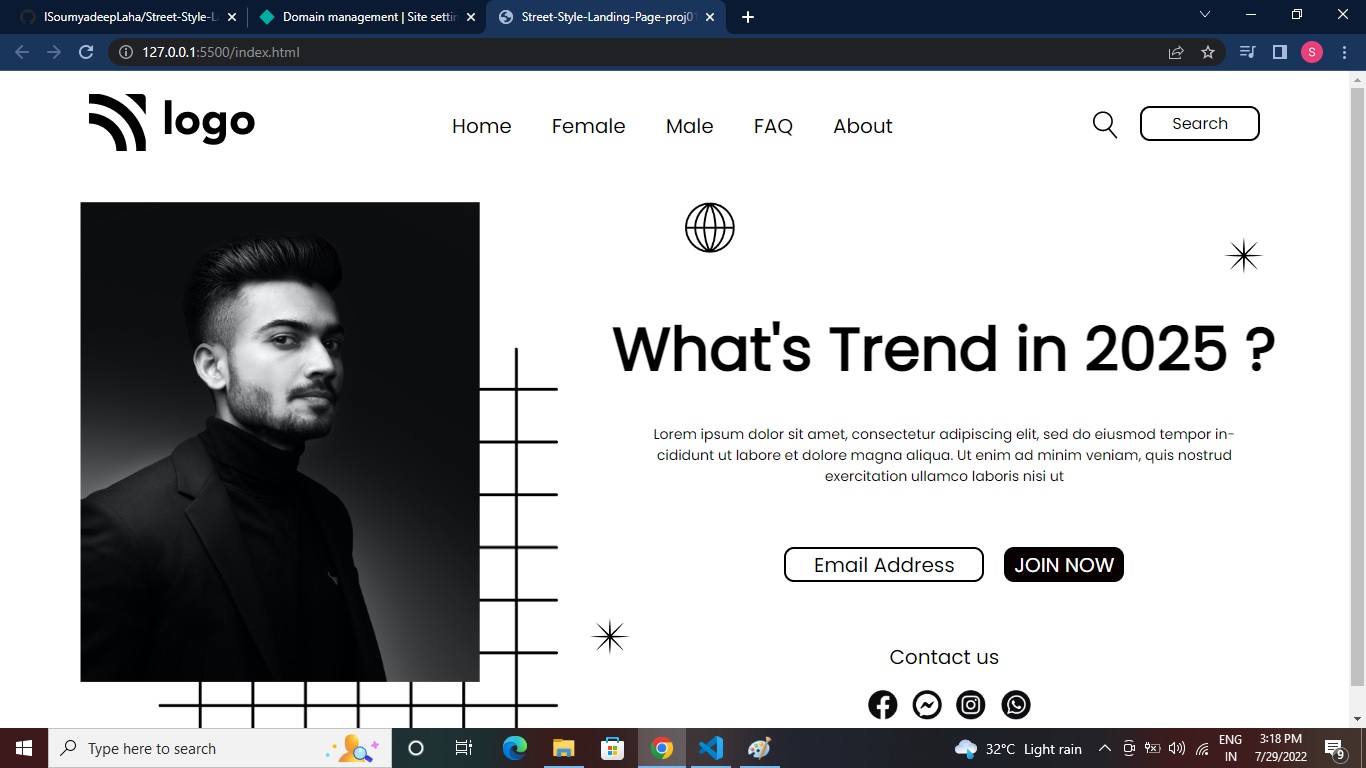 ISoumyadeepLaha/Street-Style-L
Domain management | Site settin
Street-Style-Landing-Page-proj01
127.0.0.1:5500/index.html
S
logo
Home
Female
Male
FAQ
About
Search
What's Trend in 2025 ?
Lorem ipsum dolor sit amet, consectetur adipiscing elit, sed do eiusmod tempor in-
cididunt ut labore et dolore magna aliqua. Ut enim ad minim veniam, quis nostrud
exercitation ullamco laboris nisi ut
Email Address
JOIN NOW
Contact us
Type here to search
32°C Light rain
ENG
IN
3:18 PM
7/29/2022
9